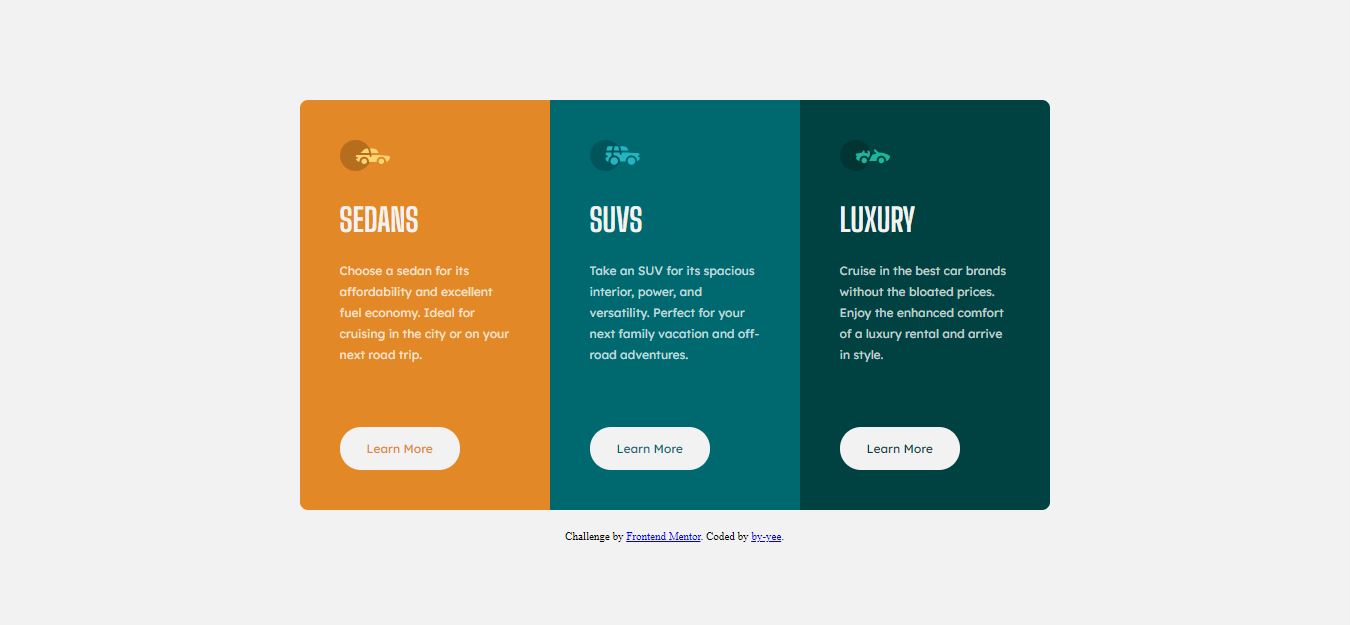 SEDANS
Choose a sedan for its
affordability and excellent
fuel economy. Ideal for
cruising in the city or on your
next road trip.
Learn More
SUVS
Take an SUV for its spacious
interior, power, and
versatility. Perfect for your
next family vacation and off-
road adventures.
Learn More
LUXURY
Cruise in the best car brands
without the bloated prices.
Enjoy the enhanced comfort
of a luxury rental and arrive
in style.
Learn More
Challenge by Frontend Mentor. Coded by by-yee.